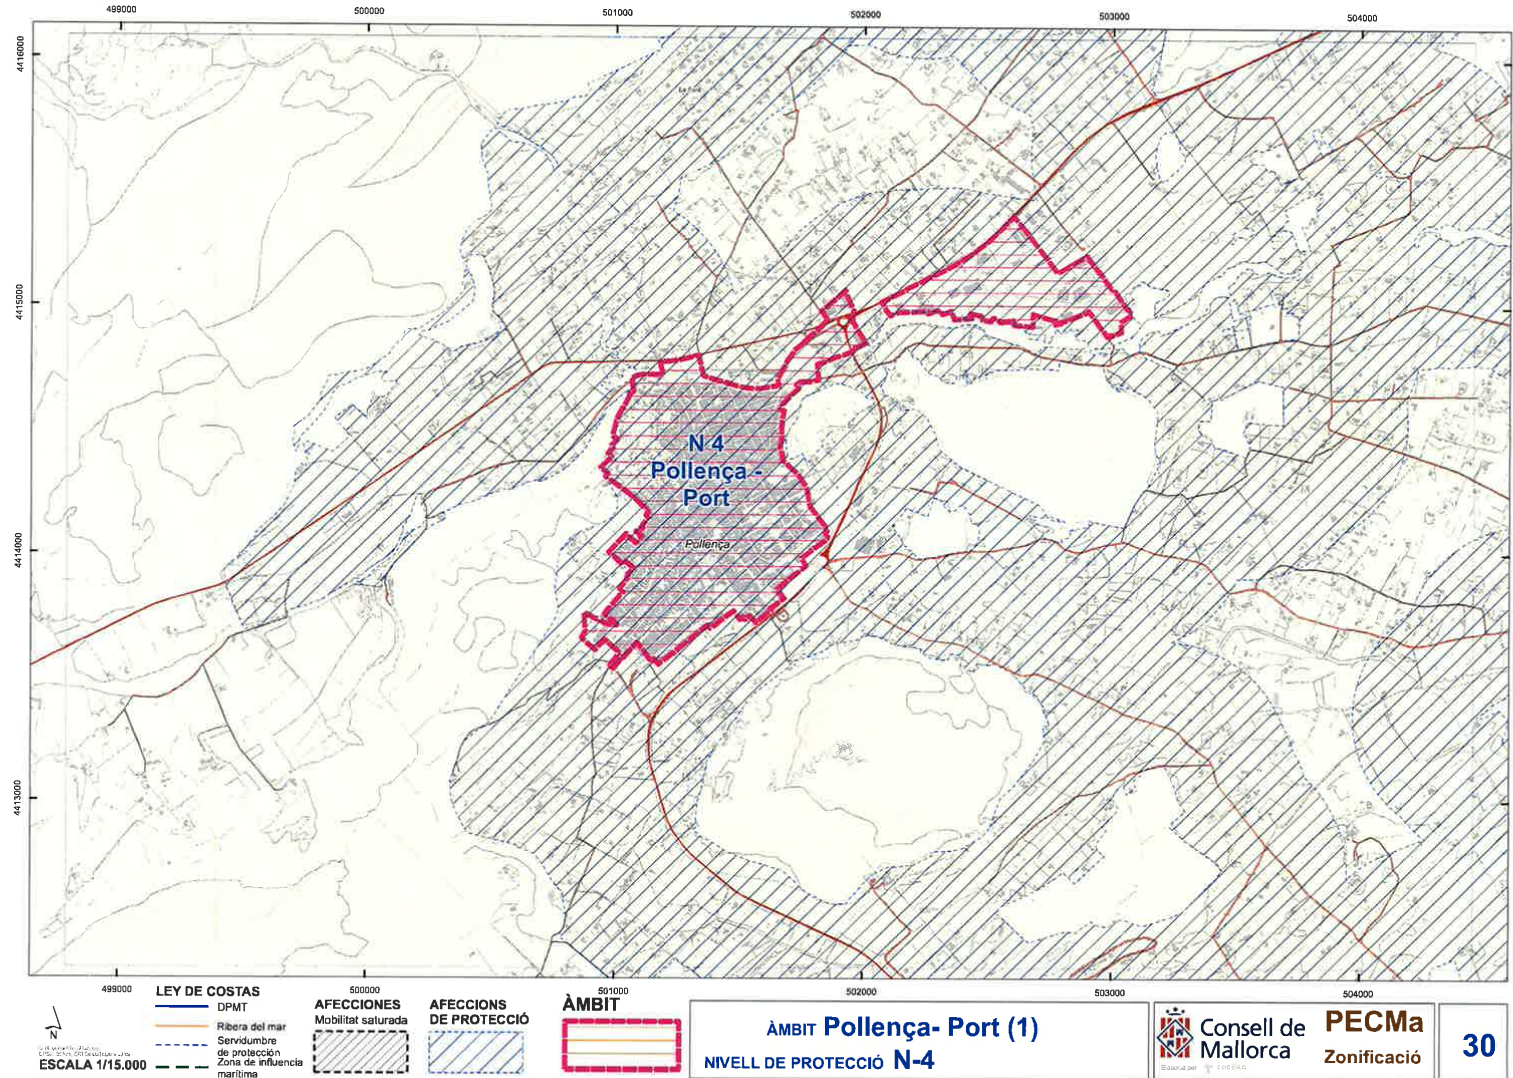 499000
500000
501000
502000
503000
504000
4416000
4415000
4414000
4413000
N 4
Pollença -
Port
Pollença
499000
500000
501000
502000
503000
504000
N
ESCALA 1/15.000
LEY DE COSTAS
DPMT
Ribera del mar
Servidumbre
de protección
Zona de influencia
marítima
AFECCIONES
Mobilitat saturada
AFECCIONS
DE PROTECCIÓ
ÀMBIT
ÀMBIT Pollença- Port (1)
NIVELL DE PROTECCIÓ N-4
Consell de
Mallorca
Elaborat per
PECMa
Zonificació
30